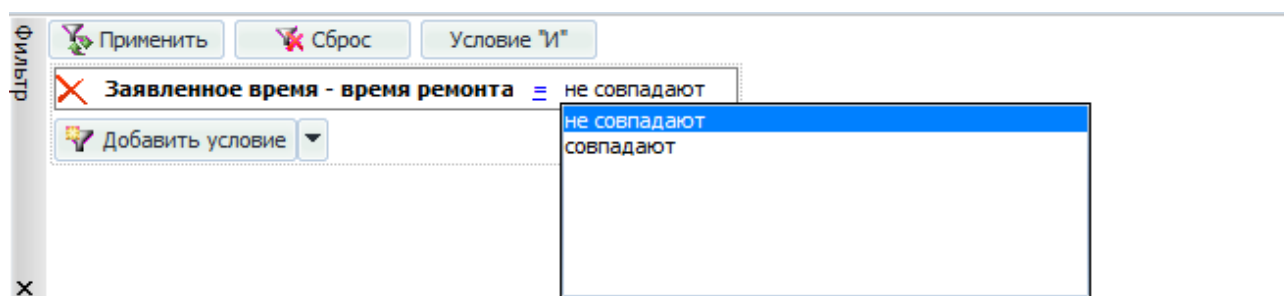 Фильтр
Применить Сброс Условие "И"
Заявленное время - время ремонта = не совпадают
не совпадают
Добавить условие
совпадают